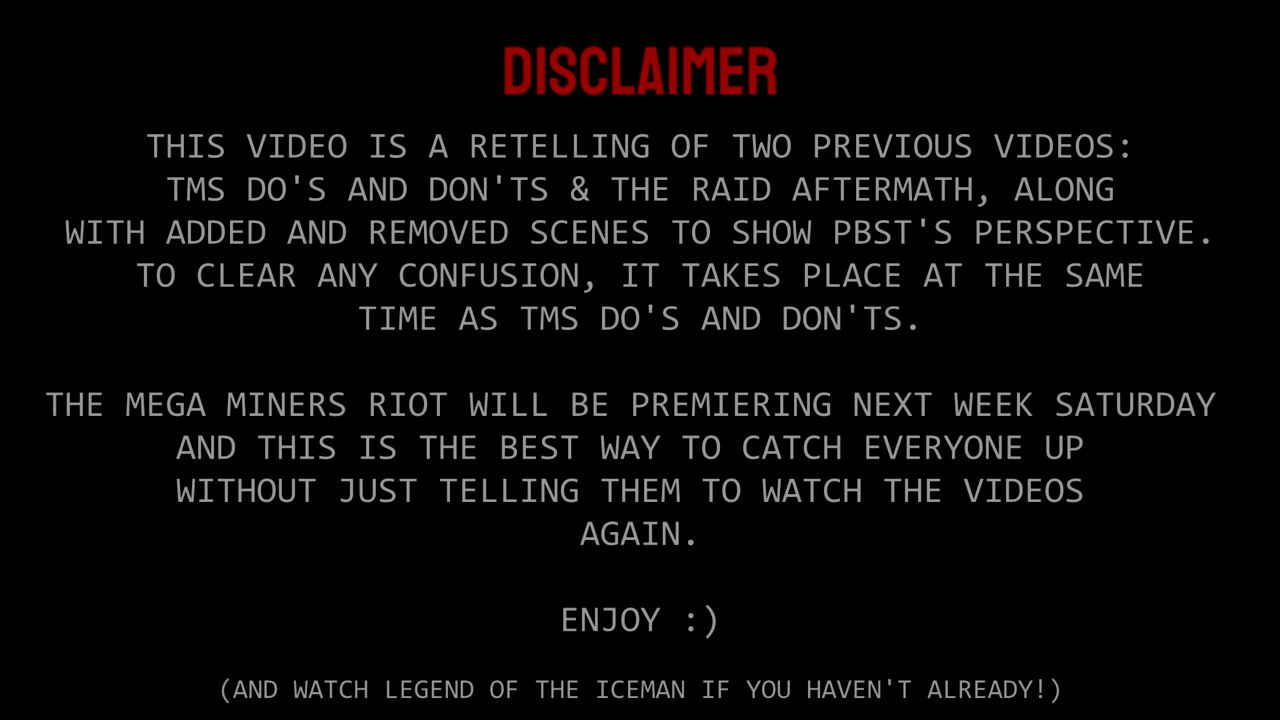 DISCLAIMER
THIS VIDEO IS A RETELLING OF TWO PREVIOUS VIDEOS:
TMS DO'S AND DON'TS & THE RAID AFTERMATH, ALONG
WITH ADDED AND REMOVED SCENES TO SHOW PBST'S PERSPECTIVE.
TO CLEAR ANY CONFUSION, IT TAKES PLACE AT THE SAME
TIME AS TMS DO'S AND DON'TS.
THE MEGA MINERS RIOT WILL BE PREMIERING NEXT WEEK SATURDAY
AND THIS IS THE BEST WAY TO CATCH EVERYONE UP
WITHOUT JUST TELLING THEM TO WATCH THE VIDEOS
AGAIN.
ENJOY :)
(AND WATCH LEGEND OF THE ICEMAN IF YOU HAVEN'T ALREADY!)